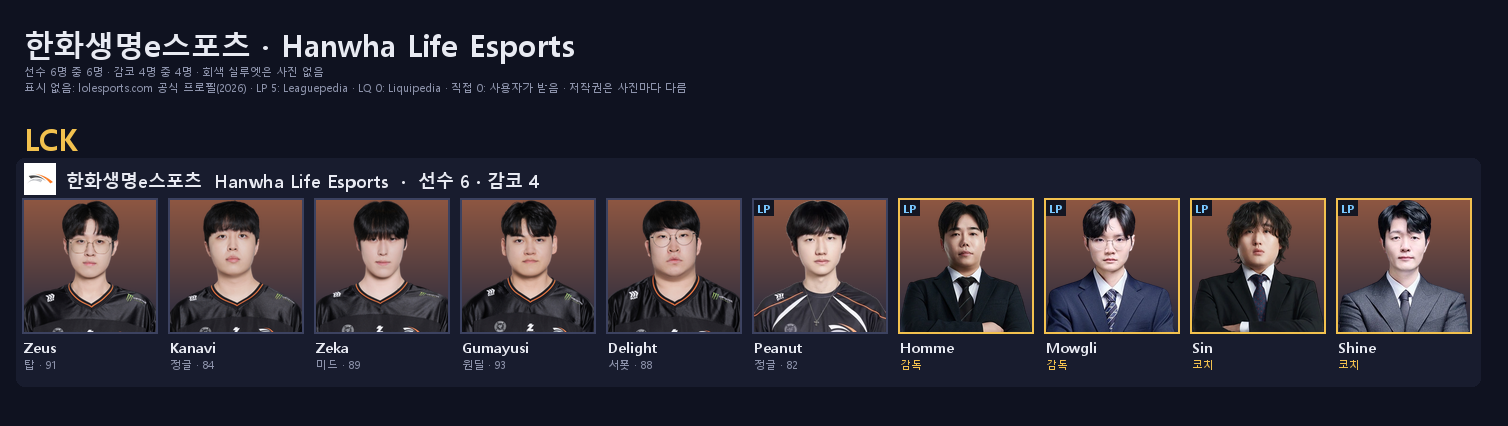 한화생명e스포츠 · Hanwha Life Esports
선수 6명 중 6명 · 감코 4명 중 4명 · 회색 실루엣은 사진 없음
표시 없음: lolesports.com 공식 프로필(2026) · LP 5: Leaguepedia · LQ 0: Liquipedia · 직접 0: 사용자가 받음 · 저작권은 사진마다 다름
LCK
한화생명e스포츠 Hanwha Life Esports · 선수 6 · 감코 4
LP LP LP LP LP
Zeus Kanavi Zeka Gumayusi Delight Peanut Homme Mowgli Sin Shine
탑 · 91 정글 · 84 미드 · 89 원딜 · 93 서폿 · 88 정글 · 82 감독 감독 코치 코치